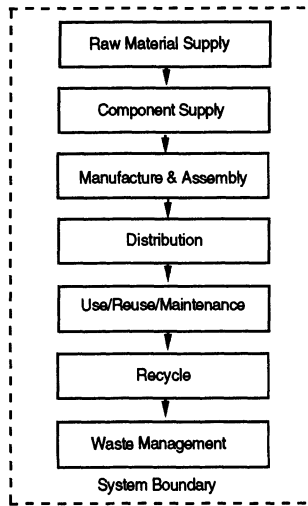 Raw Material Supply
Component Supply
Manufacture & Assembly
Distribution
Use/Reuse/Maintenance
Recycle
Waste Management
System Boundary